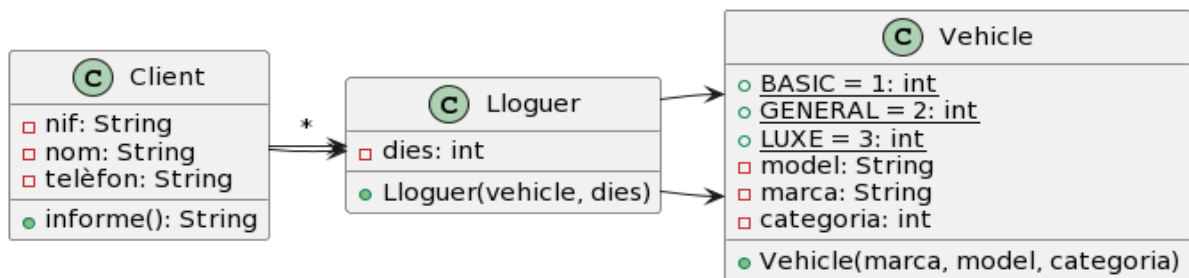 C Client
nif: String
nom: String
telèfon: String
informe(): String
*
C Lloguer
dies: int
Lloguer(vehicle, dies)
C Vehicle
BASIC = 1: int
GENERAL = 2: int
LUXE = 3: int
model: String
marca: String
categoria: int
Vehicle(marca, model, categoria)